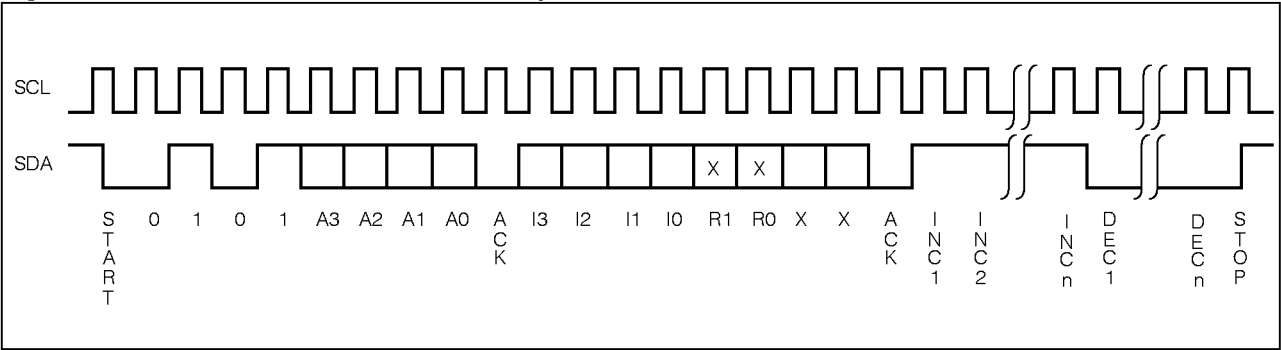 SCL
SDA
X X
START 0 1 0 1 A3 A2 A1 A0 ACK I3 I2 I1 I0 R1 R0 X X ACK INC1 INC2 INCn DEC1 DECn STOP